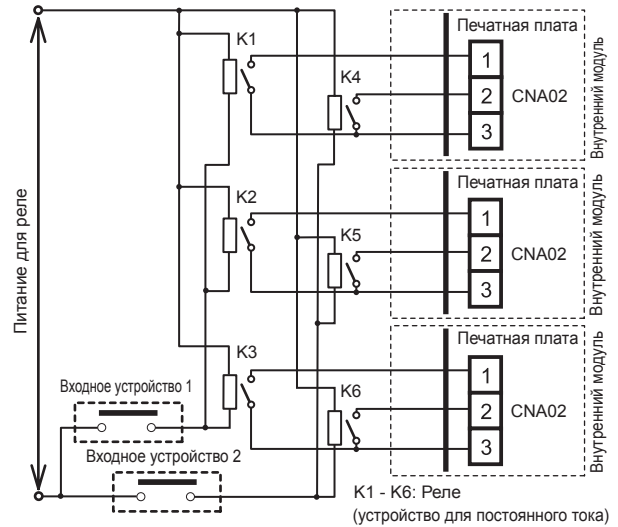 Питание для реле
K1
K4
Печатная плата
1
2
3
CNA02
Внутренний модуль
K2
K5
Печатная плата
1
2
3
CNA02
Внутренний модуль
K3
K6
Печатная плата
1
2
3
CNA02
Внутренний модуль
Входное устройство 1
Входное устройство 2
K1 - K6: Реле
(устройство для постоянного тока)